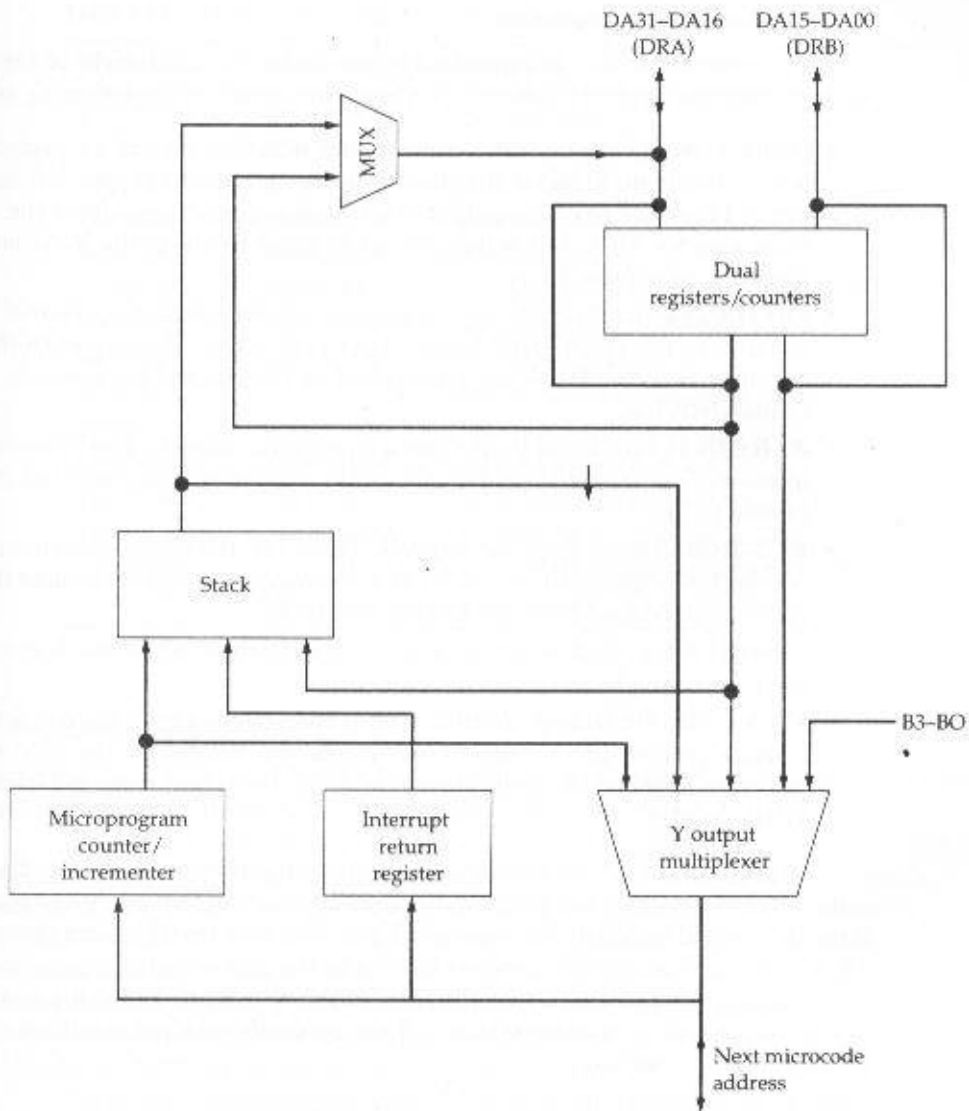 DA31–DA16
(DRA)
DA15–DA00
(DRB)
MUX
Dual
registers/counters
Stack
B3–BO
Microprogram
counter/
incrementer
Interrupt
return
register
Y output
multiplexer
Next microcode
address